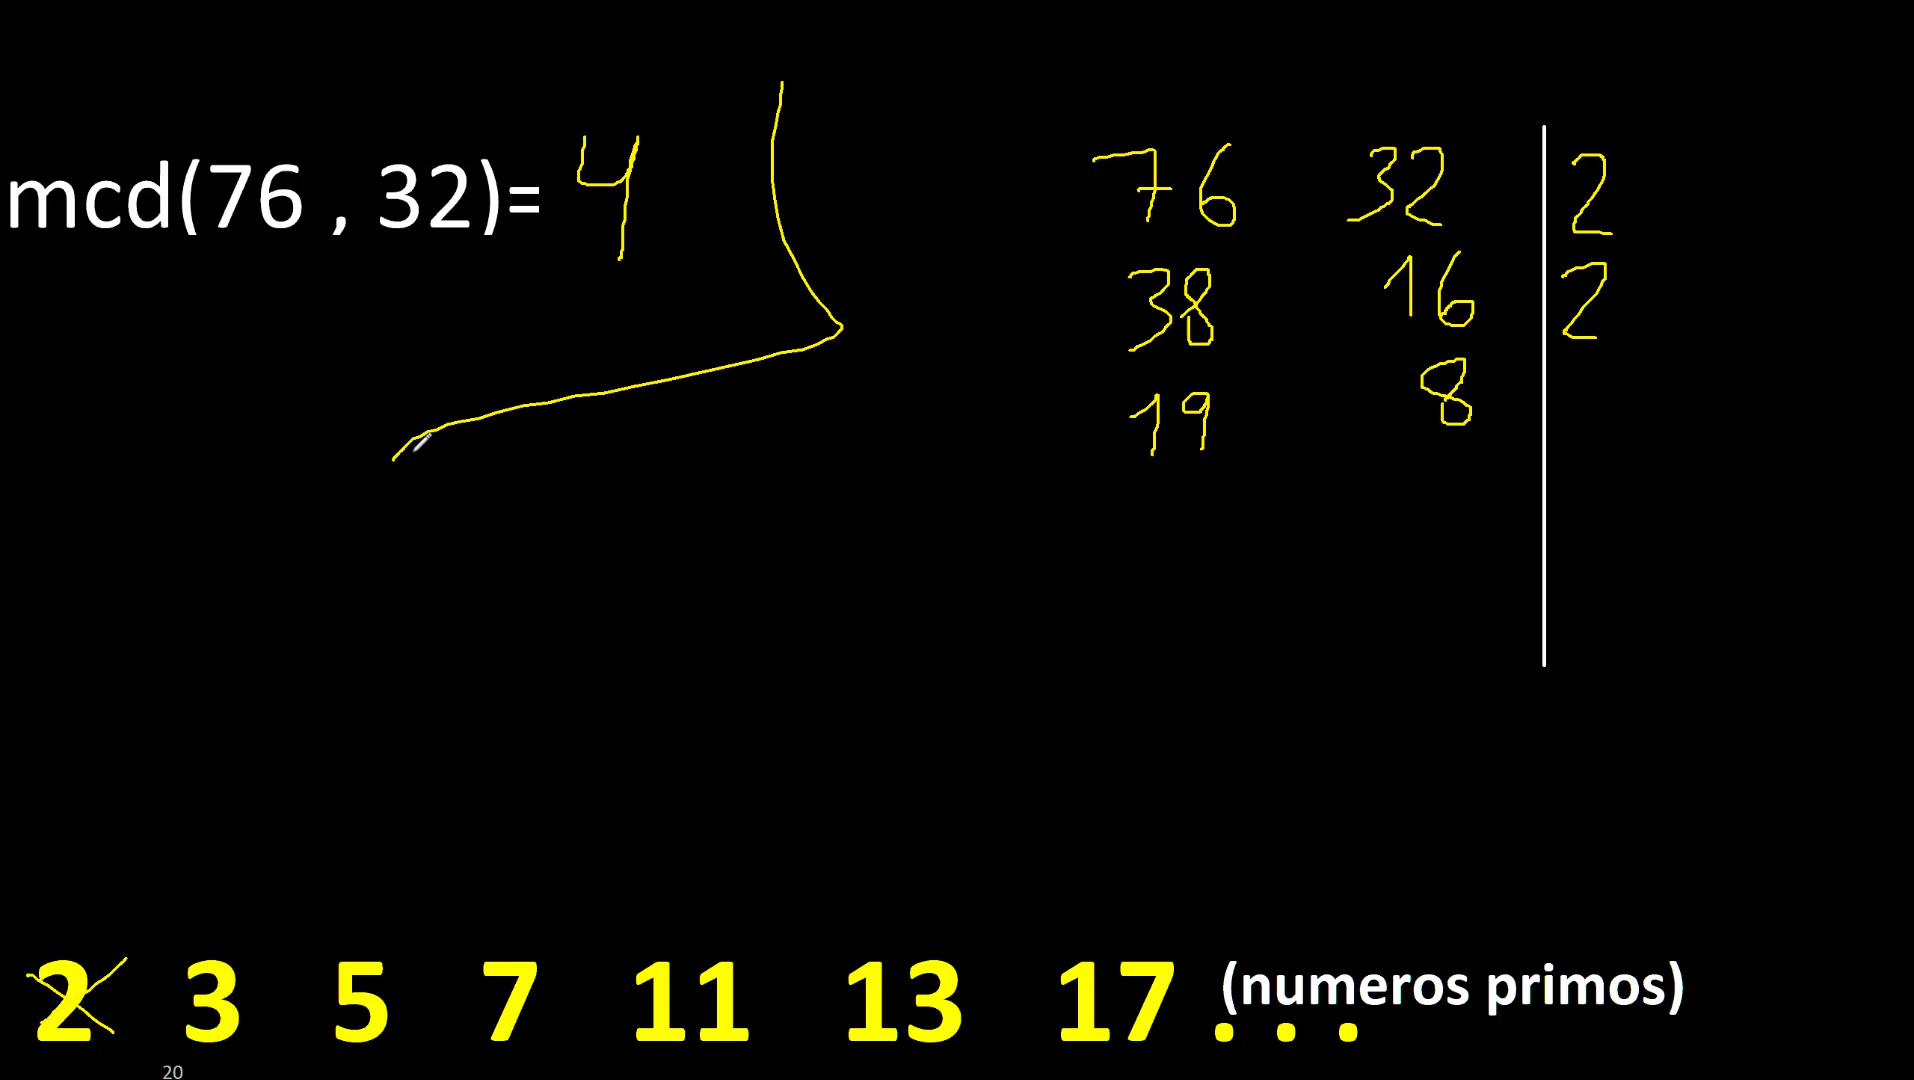 mcd(76 , 32)= 4
76 32 2
38 16 2
19 8
2 3 5 7 11 13 17 . . . (numeros primos)
20